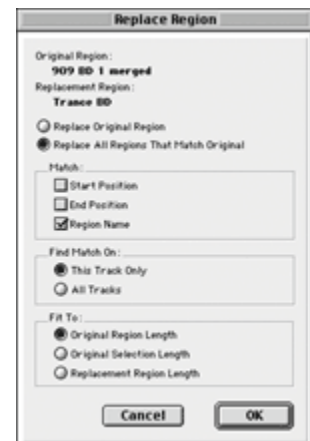 Replace Region
Original Region:
909 BD 1 merged
Replacement Region:
Trance BD
Replace Original Region
Replace All Regions That Match Original
Match:
Start Position
End Position
Region Name
Find Match On:
This Track Only
All Tracks
Fit To:
Original Region Length
Original Selection Length
Replacement Region Length
Cancel
OK